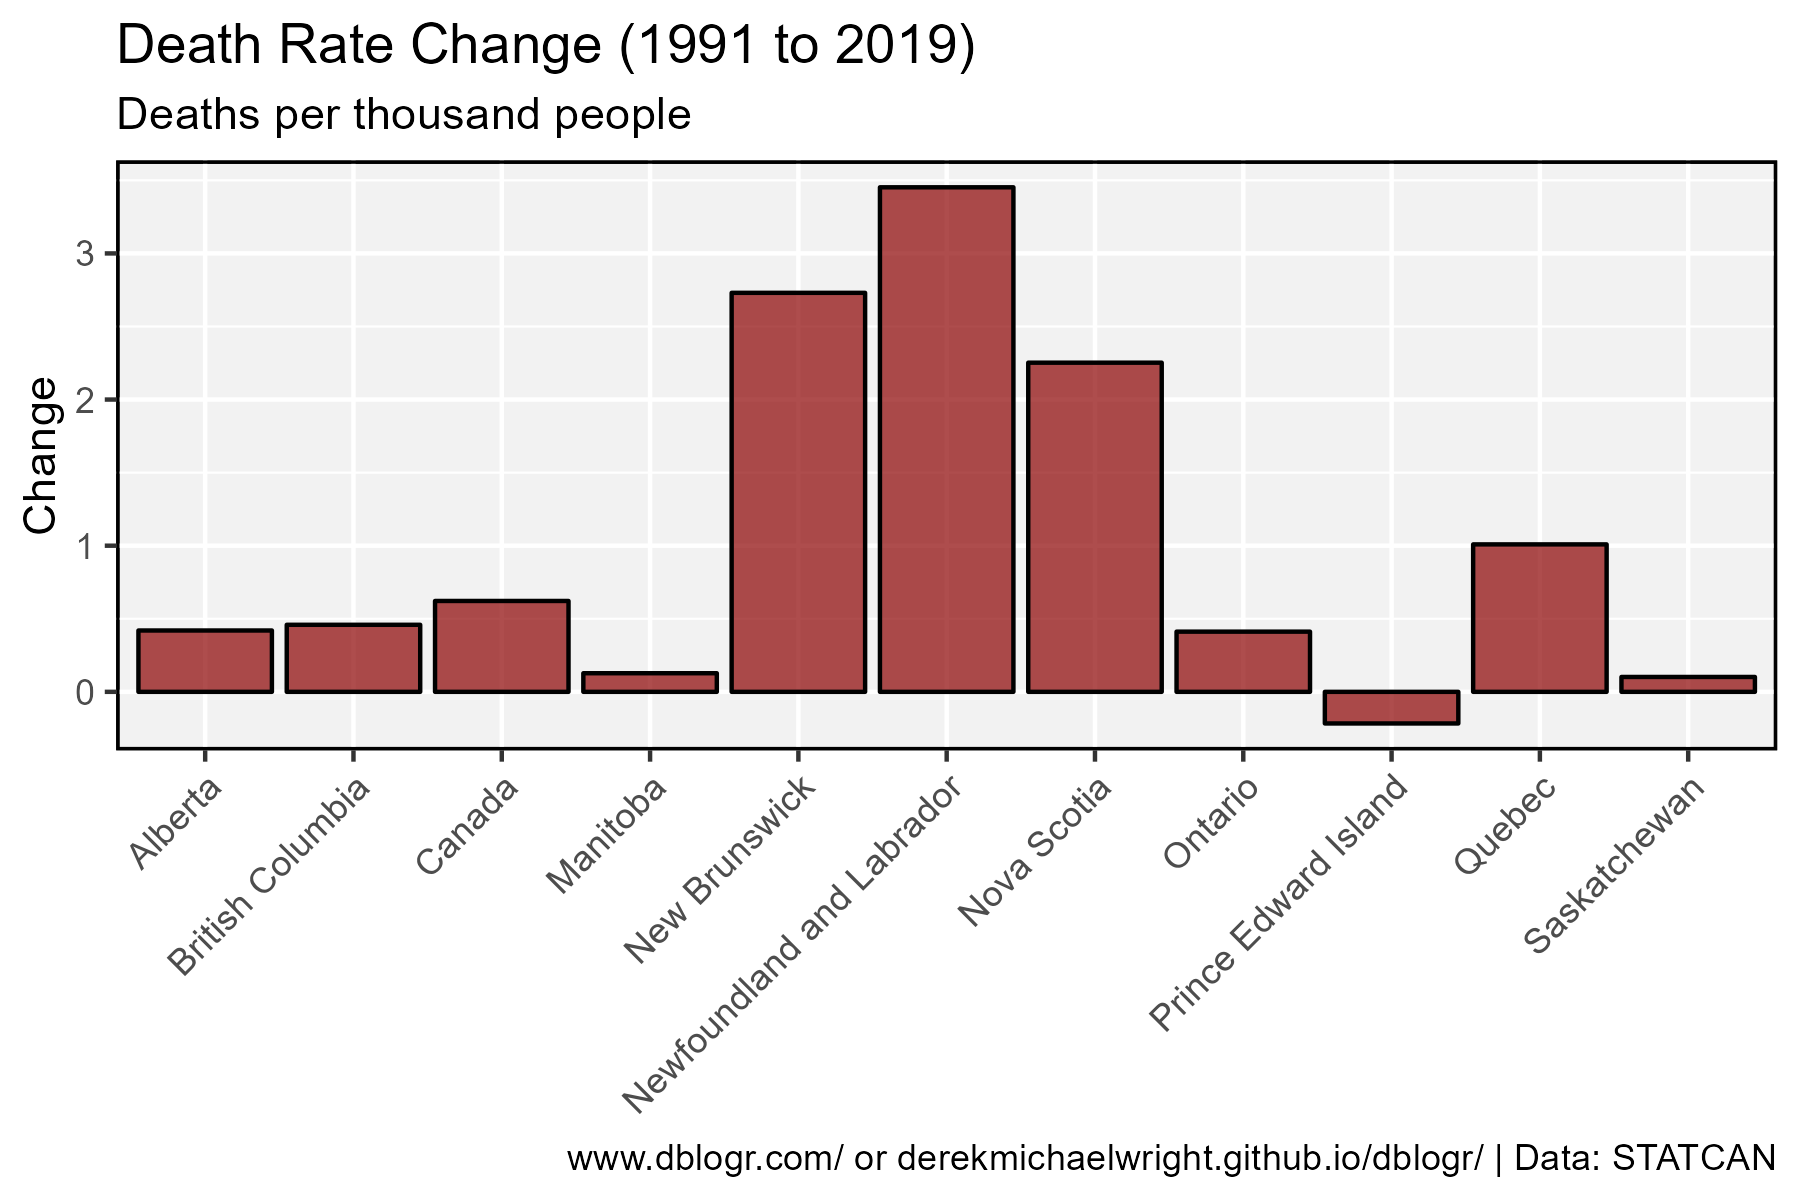 Death Rate Change (1991 to 2019)
Deaths per thousand people
Change
3
2
1
0
Alberta
British Columbia
Canada
Manitoba
New Brunswick
Newfoundland and Labrador
Nova Scotia
Ontario
Prince Edward Island
Quebec
Saskatchewan
www.dblogr.com/ or derekmichaelwright.github.io/dblogr/ | Data: STATCAN